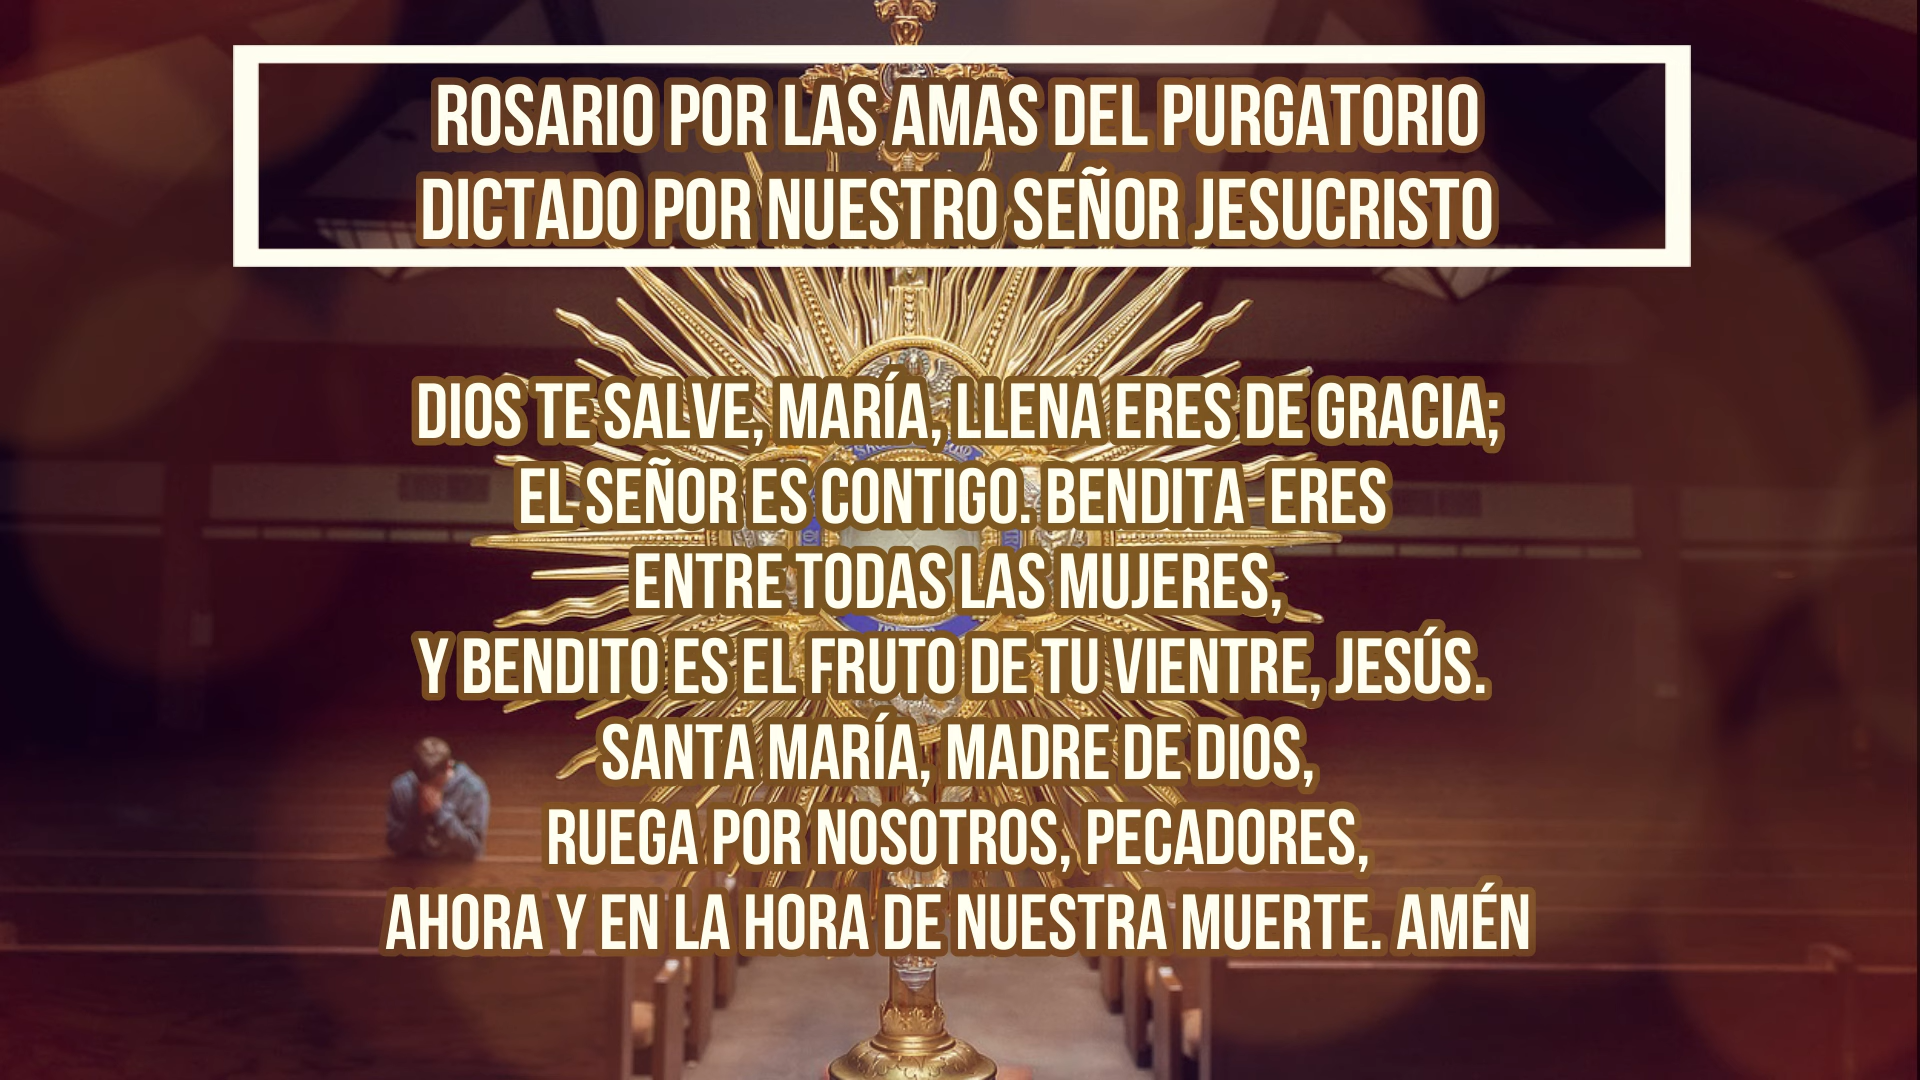 ROSARIO POR LAS AMAS DEL PURGATORIO
DICTADO POR NUESTRO SEÑOR JESUCRISTO
DIOS TE SALVE, MARÍA, LLENA ERES DE GRACIA;
EL SEÑOR ES CONTIGO. BENDITA ERES
ENTRE TODAS LAS MUJERES,
Y BENDITO ES EL FRUTO DE TU VIENTRE, JESÚS.
SANTA MARÍA, MADRE DE DIOS,
RUEGA POR NOSOTROS, PECADORES,
AHORA Y EN LA HORA DE NUESTRA MUERTE. AMÉN